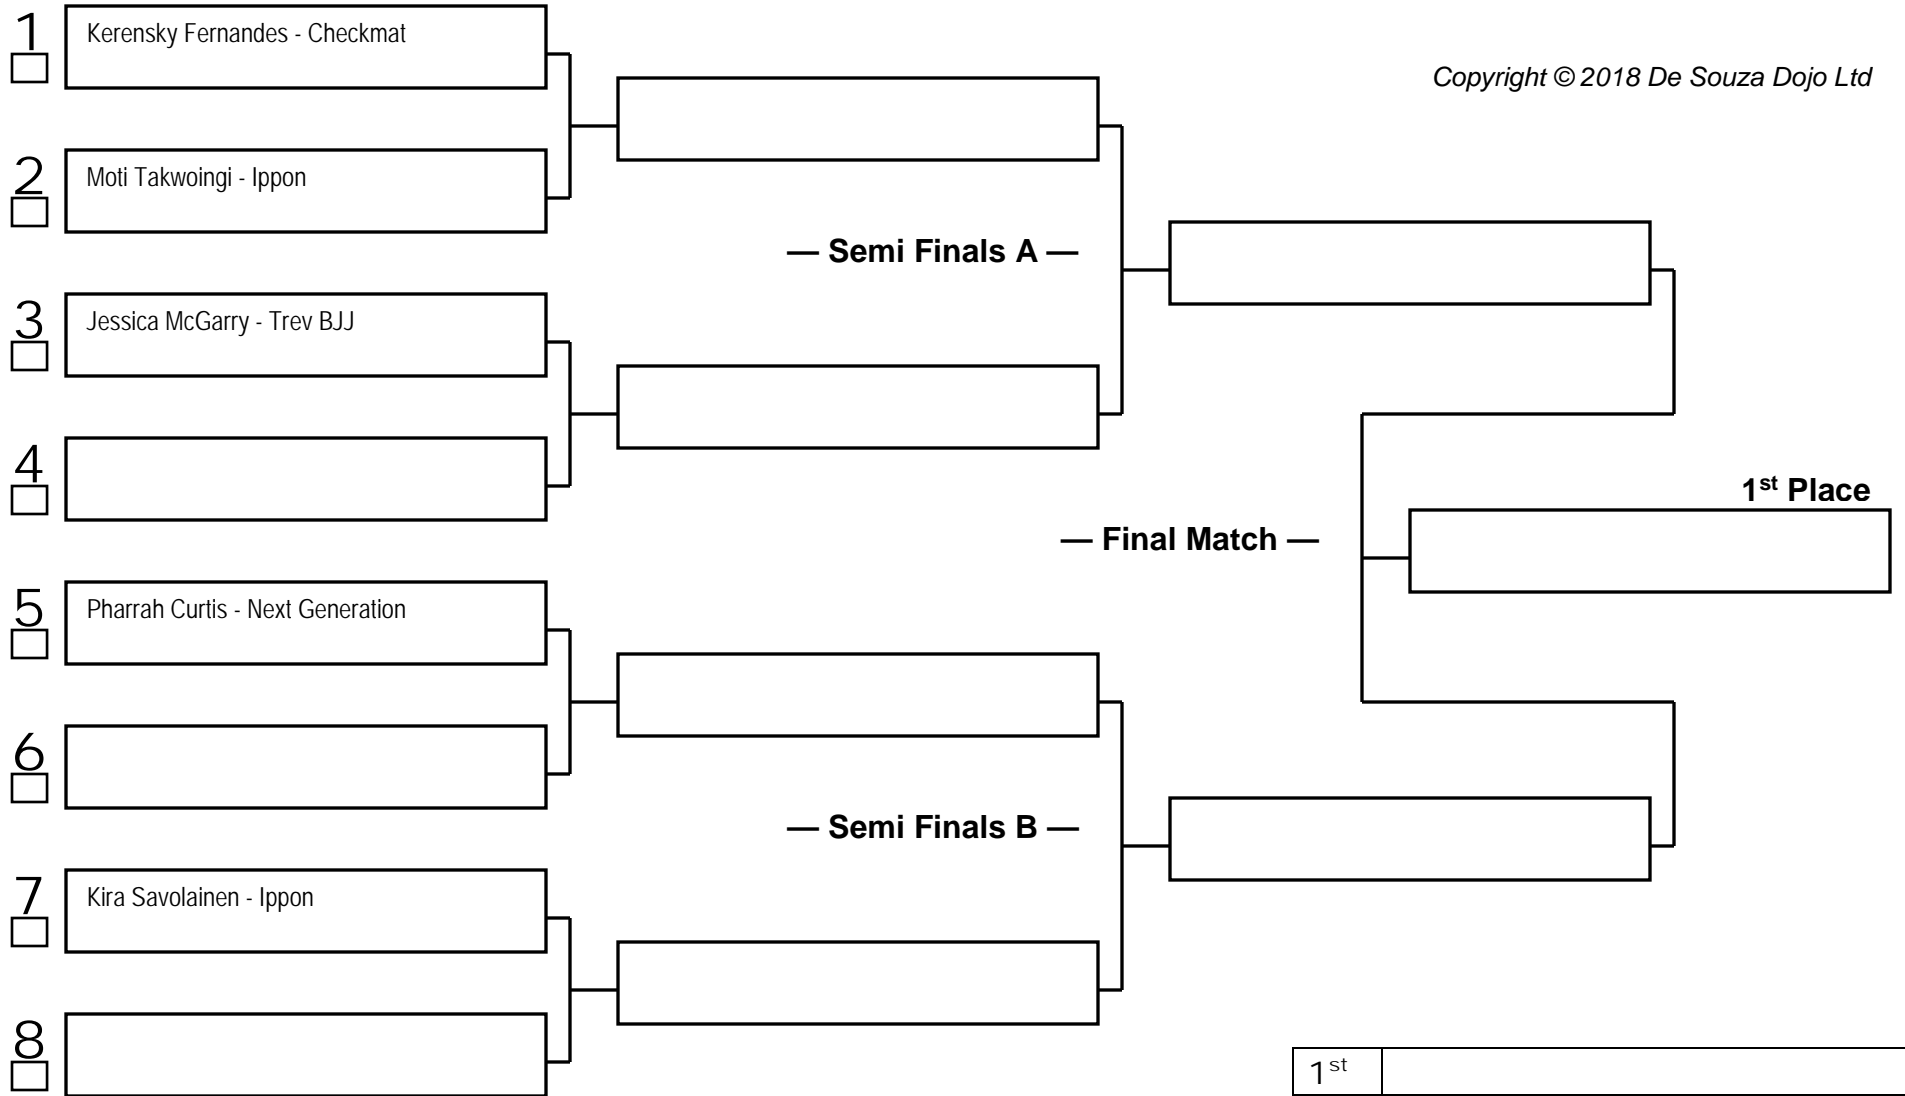 1
Kerensky Fernandes - Checkmat
Copyright © 2018 De Souza Dojo Ltd
2
Moti Takwoingi - Ippon
— Semi Finals A —
3
Jessica McGarry - Trev BJJ
4
1st Place
— Final Match —
5
Pharrah Curtis - Next Generation
6
— Semi Finals B —
7
Kira Savolainen - Ippon
8
1st